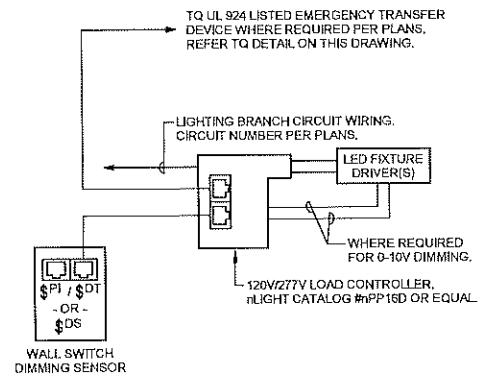 TO UL 924 LISTED EMERGENCY TRANSFER
DEVICE WHERE REQUIRED PER PLANS,
REFER TO DETAIL ON THIS DRAWING.
LIGHTING BRANCH CIRCUIT WIRING.
CIRCUIT NUMBER PER PLANS.
LED FIXTURE
DRIVER(S)
WHERE REQUIRED
FOR 0-10V DIMMING.
120V/277V LOAD CONTROLLER,
nLIGHT CATALOG #nPP16D OR EQUAL.
$PI / $DT
- OR -
$DS
WALL SWITCH
DIMMING SENSOR